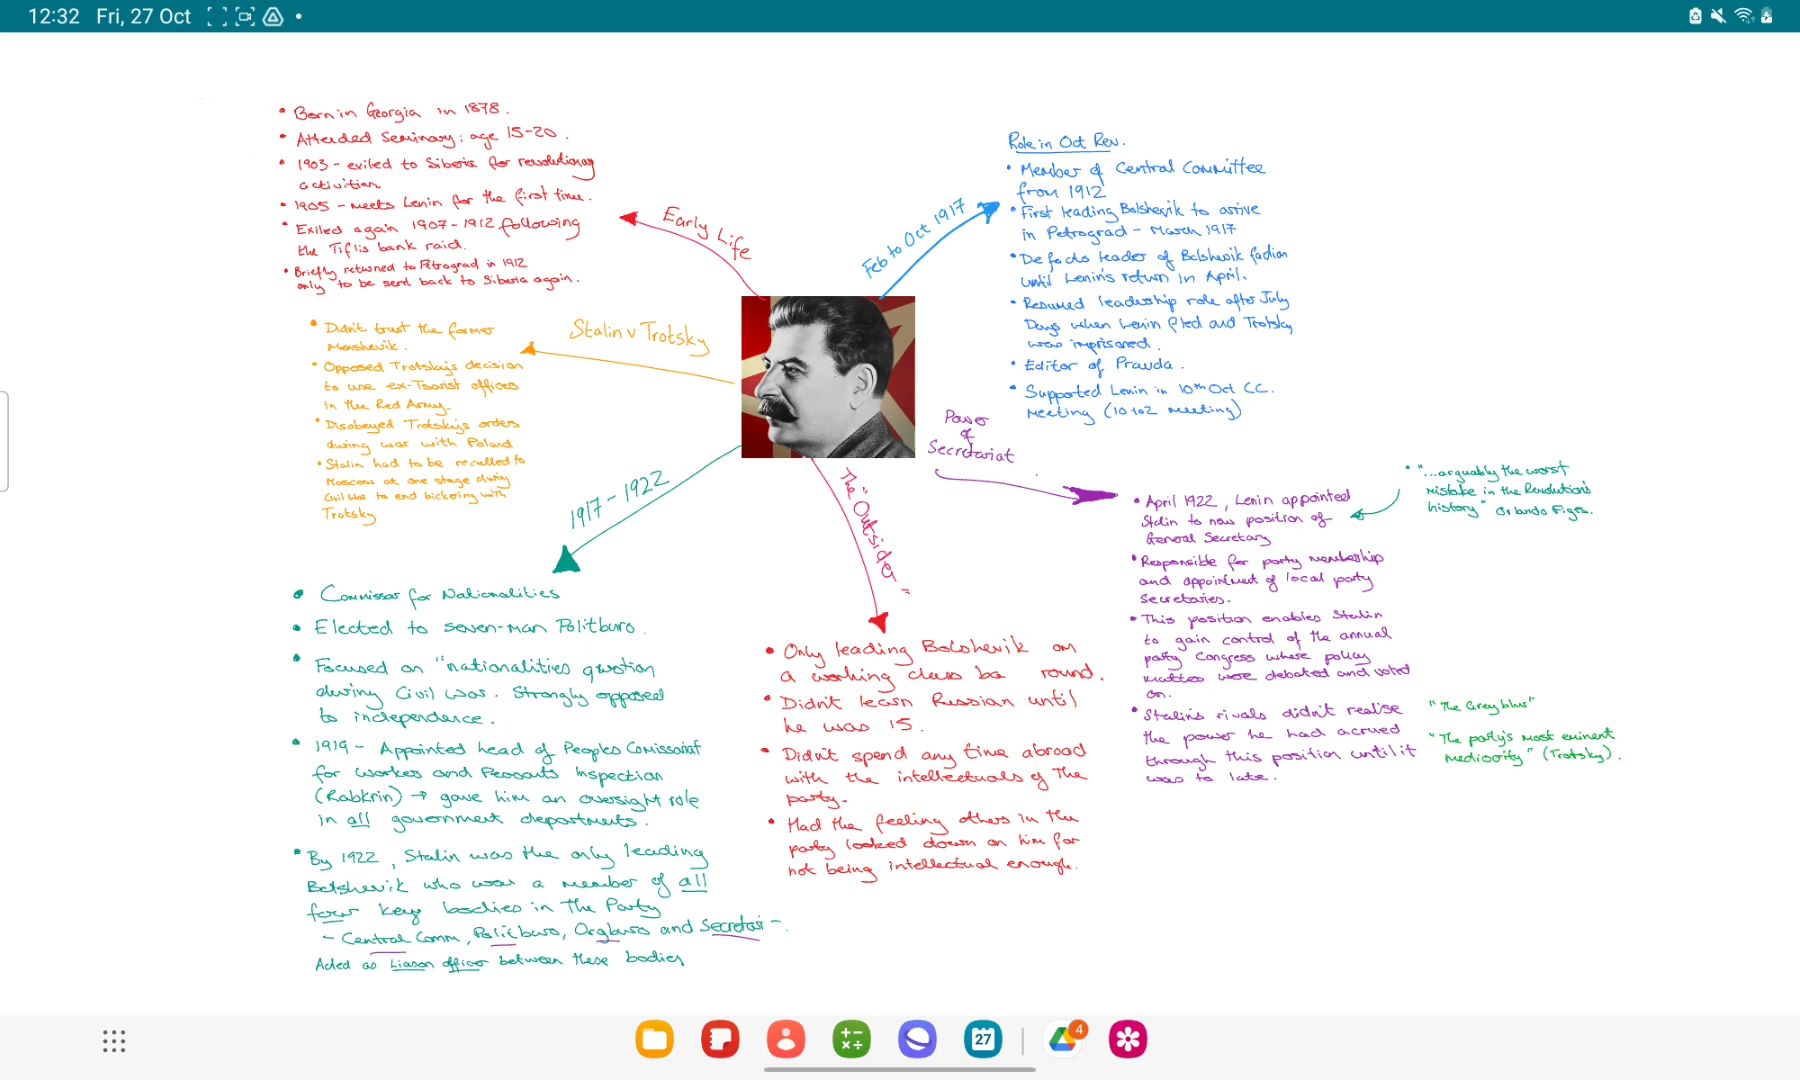 12:32 Fri, 27 Oct
• Born in Georgia in 1878.
• Attended Seminary: age 15-20.
• 1903 - exiled to Siberia for revolutionary
activities
• 1905 - meets Lenin for the first time.
• Exiled again 1907-1912 following
the Tiflis bank raid.
• Briefly returned to Petrograd in 1912
only to be send back to Siberia again.
Early Life
Feb to Oct 1917
Role in Oct Rev.
• Member of Central Committee
from 1912
• First leading Bolshevik to arrive
in Petrograd - March 1917
• De facto leader of Bolshevik faction
until Lenin's return in April.
• Resumed leadership role after July
Days when Lenin fled and Trotsky
was imprisoned.
• Editor of Pravda.
• Supported Lenin in 10th Oct C.C.
Meeting (10 to 2 meeting)
Stalin v Trotsky
• Didn't trust the former
Menshevik.
• Opposed Trotsky's decision
to use ex-Tsarist officers
in the Red Army.
• Disobeyed Trotsky's orders
during war with Poland
• Stalin had to be recalled to
Moscow at one stage during
Civil War to end bickering with
Trotsky
Power
of
Secretariat
• April 1922, Lenin appointed
Stalin to new position of
General Secretary
• Responsible for party membership
and appointment of local party
secretaries.
• This position enables Stalin
to gain control of the annual
party Congress where policy
matters were debated and voted
on.
• Stalin's rivals didn't realise
the power he had accrued
through this position until it
was to late.
• "...arguably the worst
mistake in the Revolution's
history" Orlando Figes.
"The Grey blur"
"The party's most eminent
mediocrity" (Trotsky).
1917-1922
• Commissar for Nationalities
• Elected to seven-man Politburo.
• Focused on "nationalities question
during Civil War. Strongly opposed
to independence.
• 1919 - Appointed head of Peoples Comissariat
for Workers and Peasants Inspection
(Rabkrin) → gave him an oversight role
in all government departments.
• By 1922, Stalin was the only leading
Bolshevik who was a member of all
four key bodies in the Party
- Central Comm, Politburo, Orgburo and Secretari-.
Acted as liason officer between these bodies
The "Outsider"
• Only leading Bolshevik on
a working class ba round.
• Didn't learn Russian until
he was 15.
• Didn't spend any time abroad
with the intellectuals of the
party.
• Had the feeling others in the
party looked down on him for
not being intellectual enough.
27
4